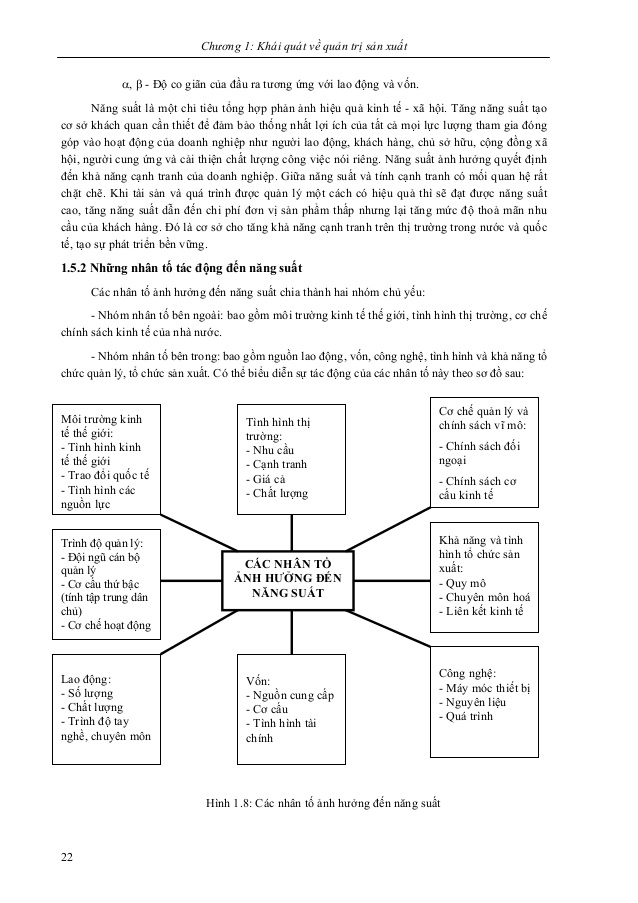 Chương 1: Khái quát về quản trị sản xuất
α, β - Độ co giãn của đầu ra tương ứng với lao động và vốn.
Năng suất là một chỉ tiêu tổng hợp phản ảnh hiệu quả kinh tế - xã hội. Tăng năng suất tạo
cơ sở khách quan cần thiết để đảm bảo thống nhất lợi ích của tất cả mọi lực lượng tham gia đóng
góp vào hoạt động của doanh nghiệp như người lao động, khách hàng, chủ sở hữu, cộng đồng xã
hội, người cung ứng và cải thiện chất lượng công việc nói riêng. Năng suất ảnh hưởng quyết định
đến khả năng cạnh tranh của doanh nghiệp. Giữa năng suất và tính cạnh tranh có mối quan hệ rất
chặt chẽ. Khi tài sản và quá trình được quản lý một cách có hiệu quả thì sẽ đạt được năng suất
cao, tăng năng suất dẫn đến chi phí đơn vị sản phẩm thấp nhưng lại tăng mức độ thoả mãn nhu
cầu của khách hàng. Đó là cơ sở cho tăng khả năng cạnh tranh trên thị trường trong nước và quốc
tế, tạo sự phát triển bền vững.
1.5.2 Những nhân tố tác động đến năng suất
Các nhân tố ảnh hưởng đến năng suất chia thành hai nhóm chủ yếu:
- Nhóm nhân tố bên ngoài: bao gồm môi trường kinh tế thế giới, tình hình thị trường, cơ chế
chính sách kinh tế của nhà nước.
- Nhóm nhân tố bên trong: bao gồm nguồn lao động, vốn, công nghệ, tình hình và khả năng tổ
chức quản lý, tổ chức sản xuất. Có thể biểu diễn sự tác động của các nhân tố này theo sơ đồ sau:
Môi trường kinh
tế thế giới:
- Tình hình kinh
tế thế giới
- Trao đổi quốc tế
- Tình hình các
nguồn lực
Tình hình thị
trường:
- Nhu cầu
- Cạnh tranh
- Giá cả
- Chất lượng
Cơ chế quản lý và
chính sách vĩ mô:
- Chính sách đối
ngoại
- Chính sách cơ
cấu kinh tế
Trình độ quản lý:
- Đội ngũ cán bộ
quản lý
- Cơ cấu thứ bậc
(tính tập trung dân
chủ)
- Cơ chế hoạt động
CÁC NHÂN TỐ
ẢNH HƯỞNG ĐẾN
NĂNG SUẤT
Khả năng và tình
hình tổ chức sản
xuất:
- Quy mô
- Chuyên môn hoá
- Liên kết kinh tế
Lao động:
- Số lượng
- Chất lượng
- Trình độ tay
nghề, chuyên môn
Vốn:
- Nguồn cung cấp
- Cơ cấu
- Tình hình tài
chính
Công nghệ:
- Máy móc thiết bị
- Nguyên liệu
- Quá trình
Hình 1.8: Các nhân tố ảnh hưởng đến năng suất
22